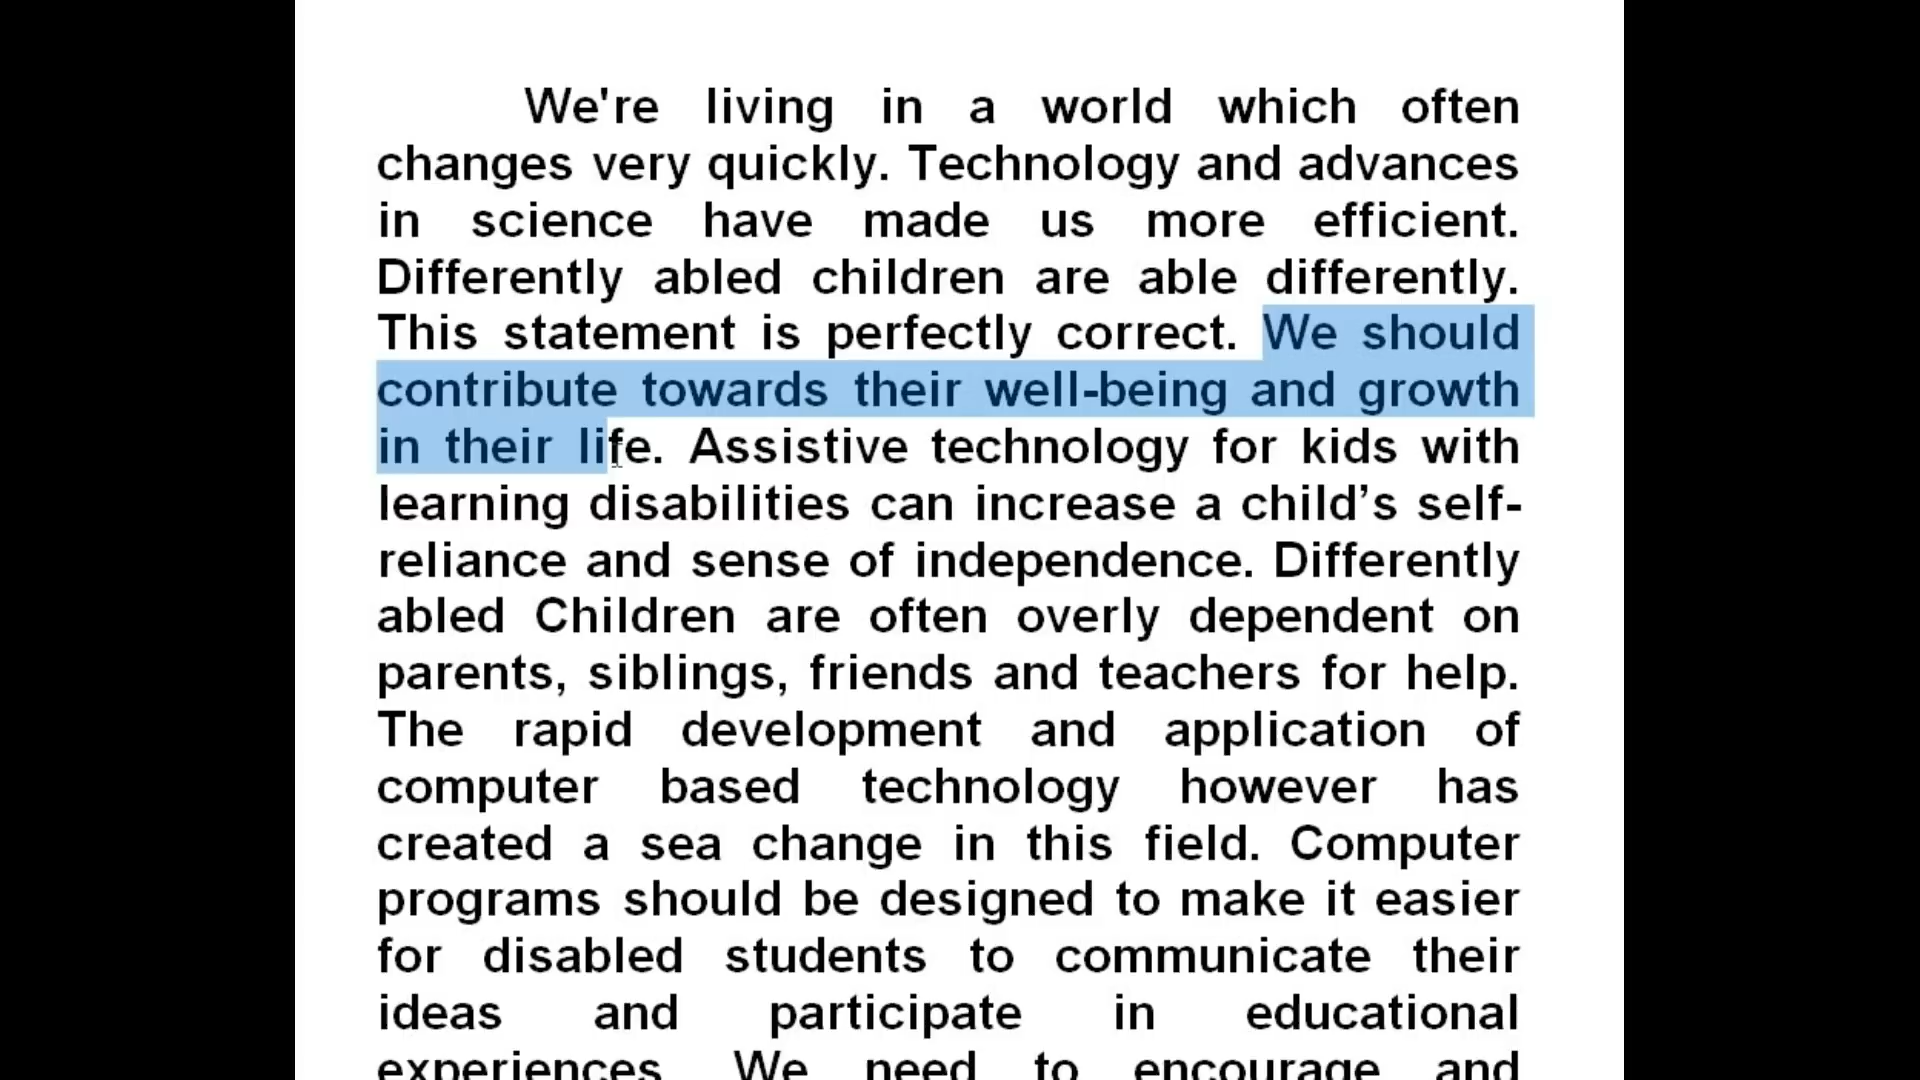 We're living in a world which often
changes very quickly. Technology and advances
in science have made us more efficient.
Differently abled children are able differently.
This statement is perfectly correct. We should
contribute towards their well-being and growth
in their life. Assistive technology for kids with
learning disabilities can increase a child’s self-
reliance and sense of independence. Differently
abled Children are often overly dependent on
parents, siblings, friends and teachers for help.
The rapid development and application of
computer based technology however has
created a sea change in this field. Computer
programs should be designed to make it easier
for disabled students to communicate their
ideas and participate in educational
experiences. We need to encourage and